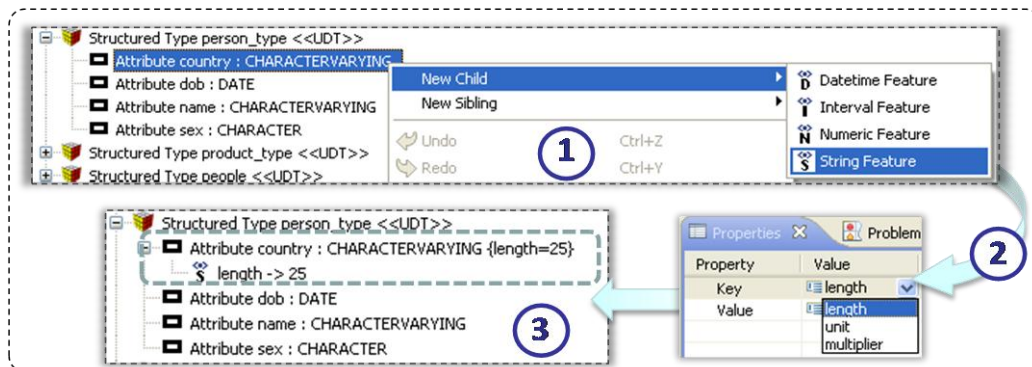 Structured Type person_type <<UDT>>
Attribute country : CHARACTERVARYING
Attribute dob : DATE
Attribute name : CHARACTERVARYING
Attribute sex : CHARACTER
Structured Type product_type <<UDT>>
Structured Type people <<UDT>>
New Child
New Sibling
Undo Ctrl+Z
Redo Ctrl+Y
D Datetime Feature
I Interval Feature
N Numeric Feature
S String Feature
1
2
Properties Problem
Property Value
Key length
Value length
unit
multiplier
Structured Type person_type <<UDT>>
Attribute country : CHARACTERVARYING {length=25}
S length -> 25
Attribute dob : DATE
Attribute name : CHARACTERVARYING
Attribute sex : CHARACTER
3